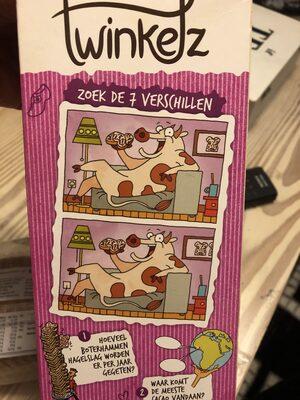 Twinkelz
ZOEK DE 7 VERSCHILLEN
1
HOEVEEL
BOTERHAMMEN
HAGELSLAG WORDEN
ER PER JAAR
GEGETEN?
2
WAAR KOMT
DE MEESTE
CACAO VANDAAN?